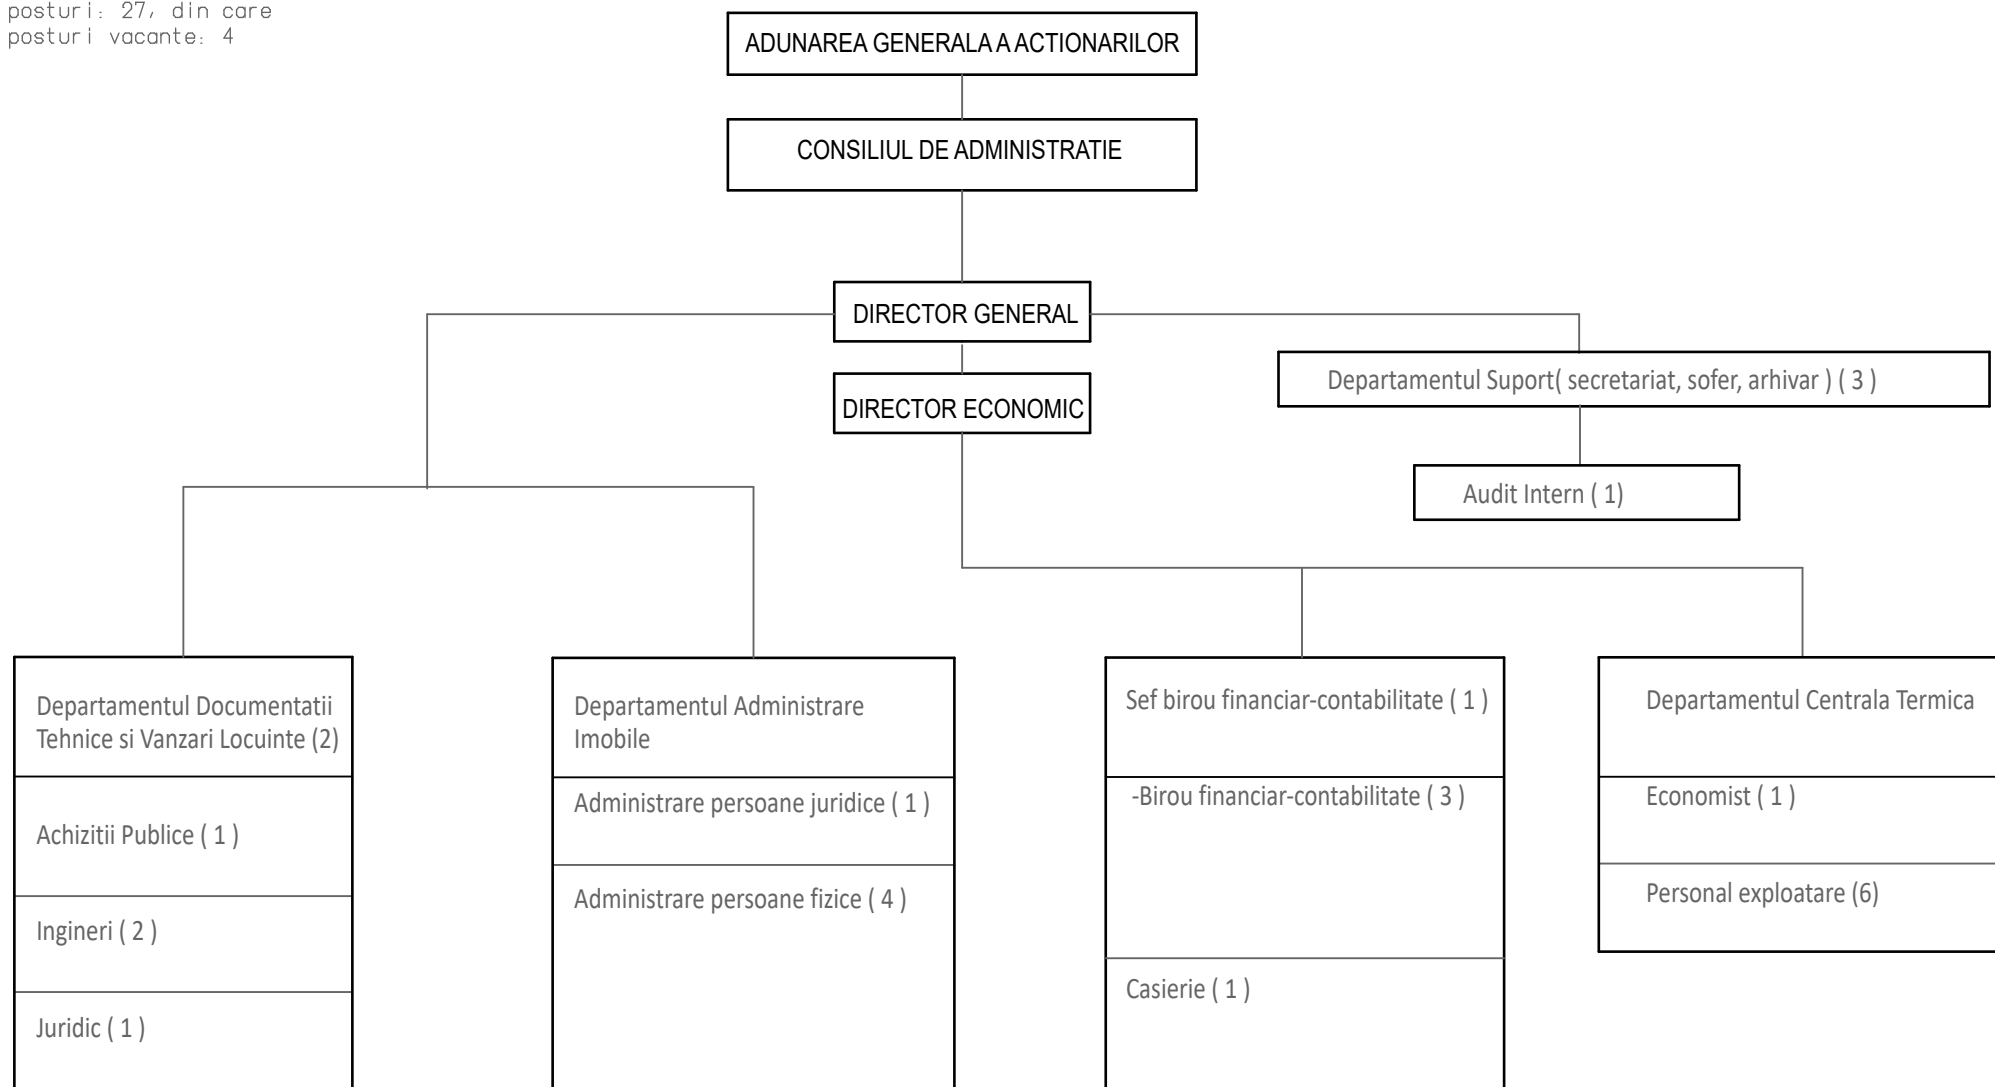 posturi: 27, din care
posturi vacante: 4
ADUNAREA GENERALA A ACTIONARILOR
CONSILIUL DE ADMINISTRATIE
DIRECTOR GENERAL
DIRECTOR ECONOMIC
Departamentul Suport( secretariat, sofer, arhivar ) ( 3 )
Audit Intern ( 1)
Departamentul Documentatii
Tehnice si Vanzari Locuinte (2)
Achizitii Publice ( 1 )
Ingineri ( 2 )
Juridic ( 1 )
Departamentul Administrare
Imobile
Administrare persoane juridice ( 1 )
Administrare persoane fizice ( 4 )
Sef birou financiar-contabilitate ( 1 )
-Birou financiar-contabilitate ( 3 )
Casierie ( 1 )
Departamentul Centrala Termica
Economist ( 1 )
Personal exploatare (6)